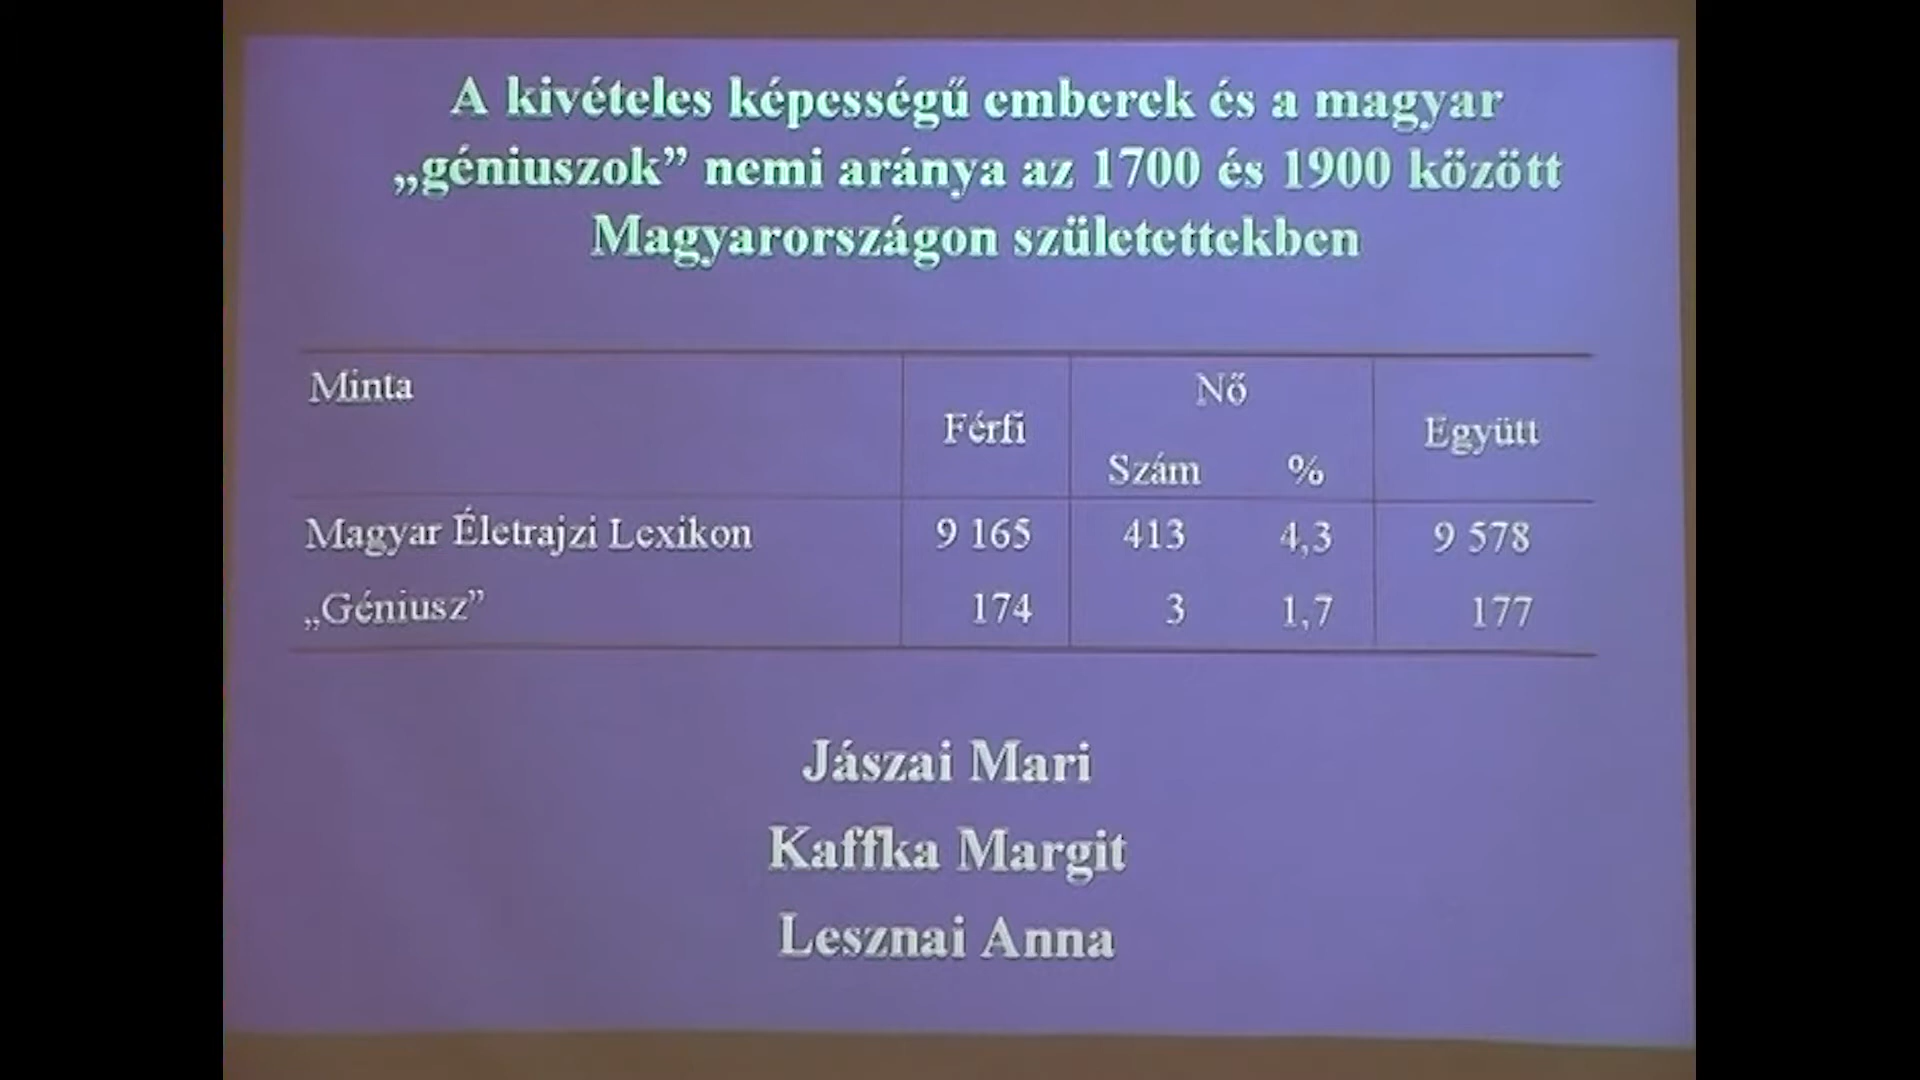 A kivételes képességű emberek és a magyar
„géniuszok” nemi aránya az 1700 és 1900 között
Magyarországon születettekben
Minta Férfi Nő Együtt
Szám %
Magyar Életrajzi Lexikon 9 165 413 4,3 9 578
„Géniusz” 174 3 1,7 177
Jászai Mari
Kaffka Margit
Lesznai Anna